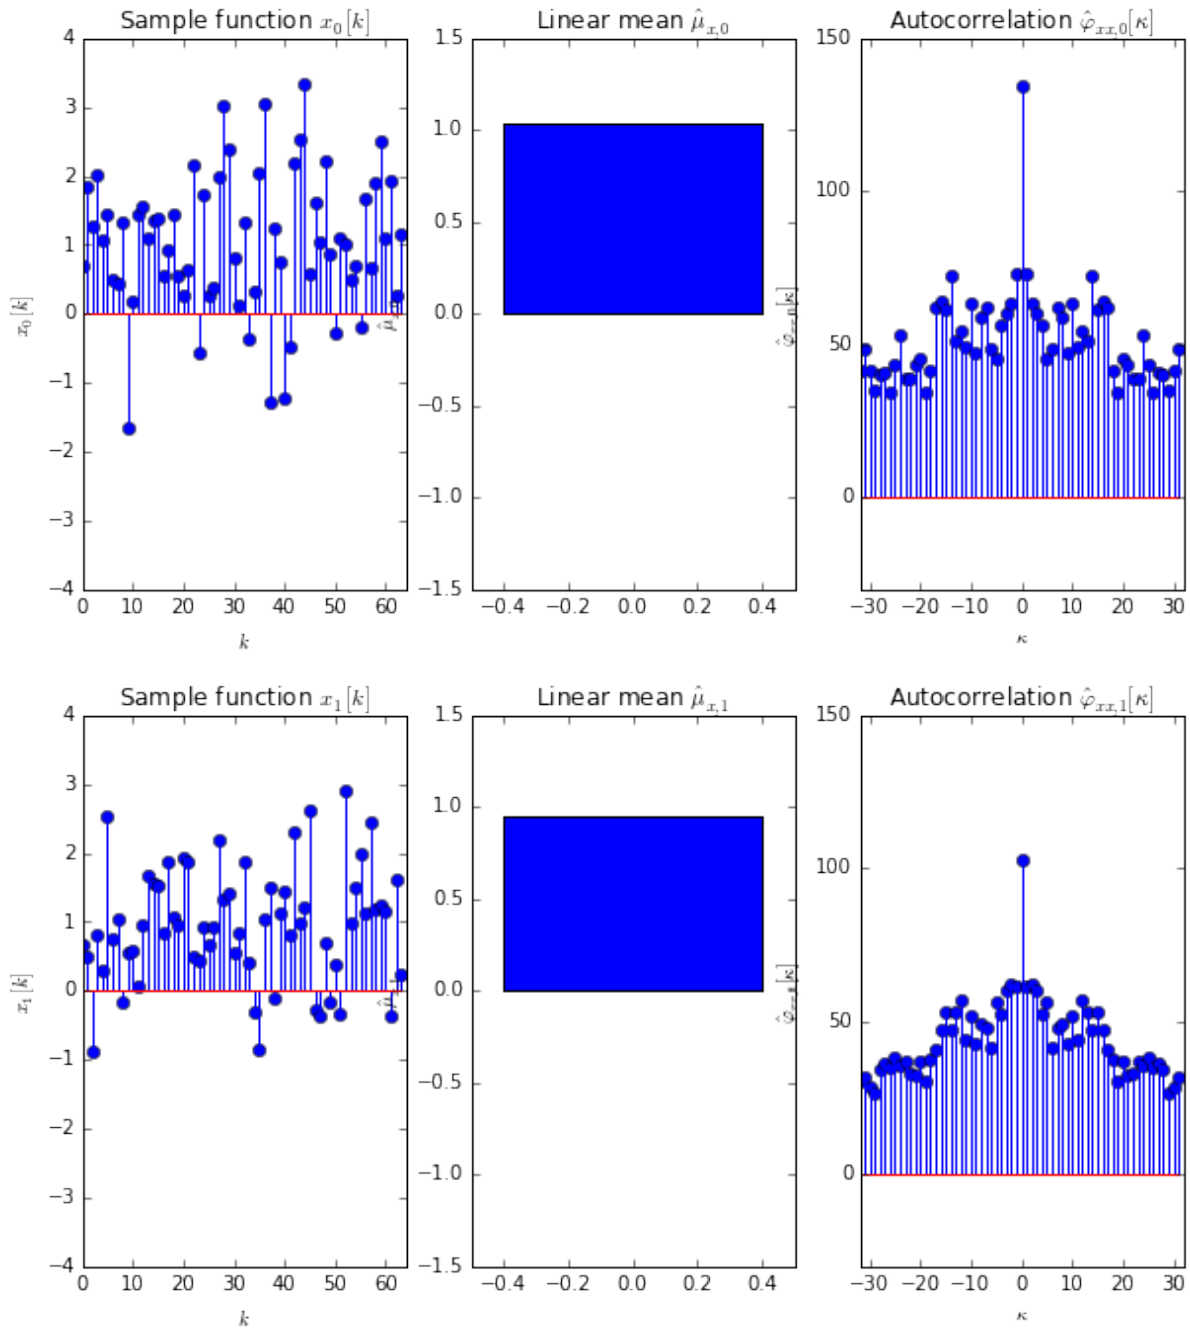 Sample function x₀[k]
Linear mean μ̂ₓ,₀
Autocorrelation φ̂ₓₓ,₀[κ]
4
3
2
1
0
−1
−2
−3
−4
x₀[k]
0 10 20 30 40 50 60
k
1.5
1.0
0.5
0.0
−0.5
−1.0
−1.5
μ̂ₓ,₀
−0.4 −0.2 0.0 0.2 0.4
150
100
50
0
φ̂ₓₓ,₀[κ]
−30 −20 −10 0 10 20 30
κ
Sample function x₁[k]
Linear mean μ̂ₓ,₁
Autocorrelation φ̂ₓₓ,₁[κ]
4
3
2
1
0
−1
−2
−3
−4
x₁[k]
0 10 20 30 40 50 60
k
1.5
1.0
0.5
0.0
−0.5
−1.0
−1.5
μ̂ₓ,₁
−0.4 −0.2 0.0 0.2 0.4
150
100
50
0
φ̂ₓₓ,₁[κ]
−30 −20 −10 0 10 20 30
κ